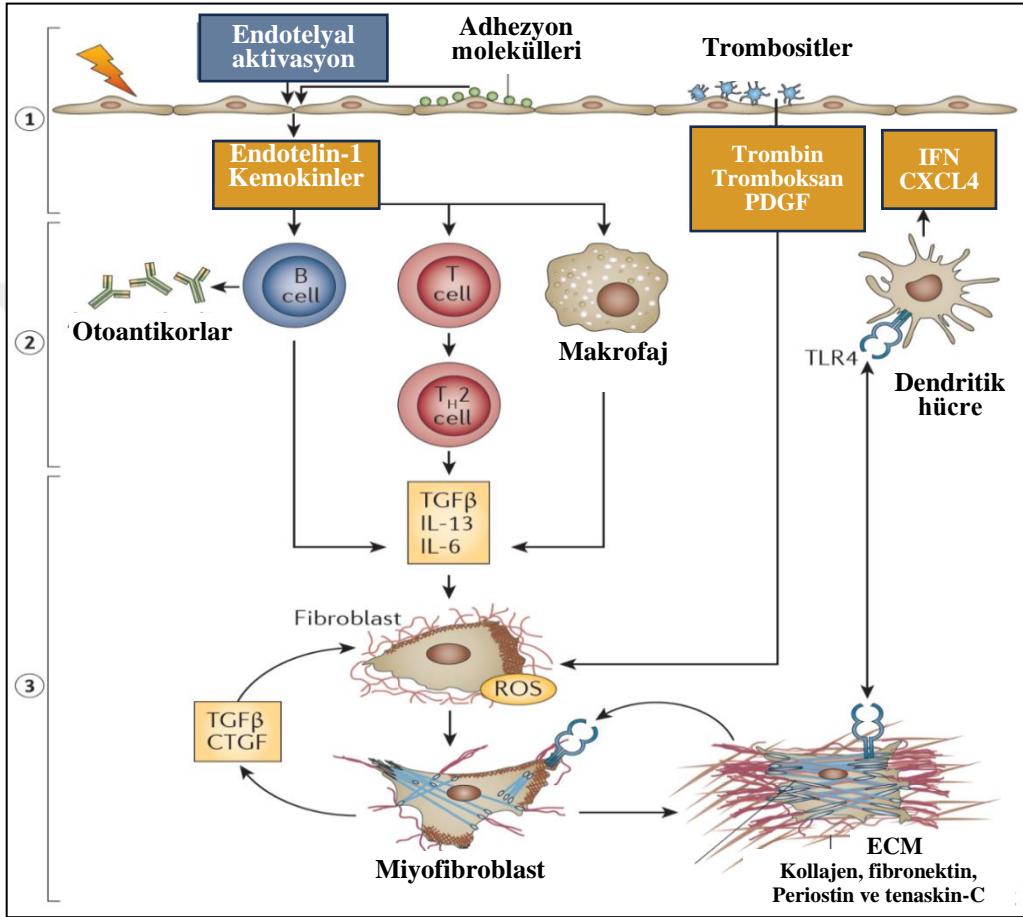 Endotelyal
aktivasyon
Adhezyon
molekülleri
Trombositler
1
Endotelin-1
Kemokinler
Trombin
Tromboksan
PDGF
IFN
CXCL4
2
B
cell
T
cell
Otoantikorlar
Makrofaj
TLR4
Dendritik
hücre
TH2
cell
3
TGFβ
IL-13
IL-6
Fibroblast
ROS
TGFβ
CTGF
Miyofibroblast
ECM
Kollajen, fibronektin,
Periostin ve tenaskin-C